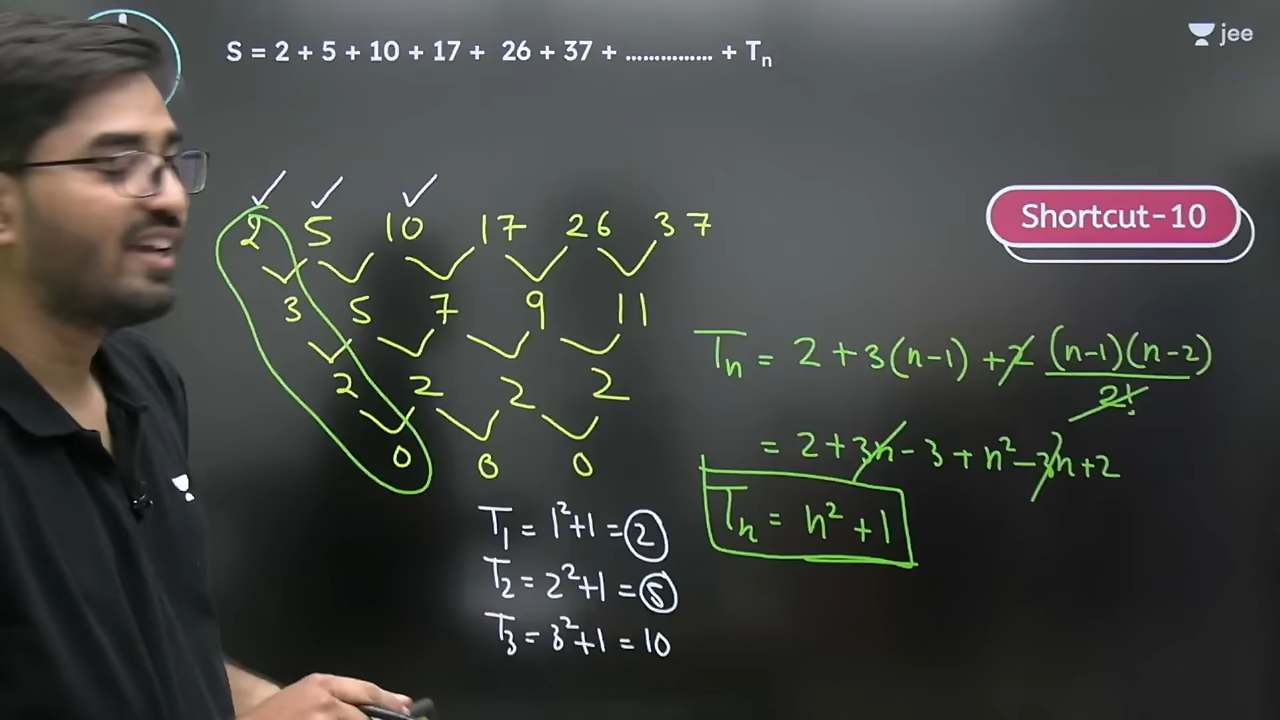 S = 2 + 5 + 10 + 17 + 26 + 37 + ............... + Tₙ
jee
Shortcut-10
2 5 10 17 26 37
3 5 7 9 11
2 2 2 2
0 0 0
Tₙ = 2 + 3(n-1) + 2 (n-1)(n-2) / 2!
= 2 + 3n - 3 + n² - 3n + 2
Tₙ = n² + 1
T₁ = 1² + 1 = 2
T₂ = 2² + 1 = 5
T₃ = 3² + 1 = 10